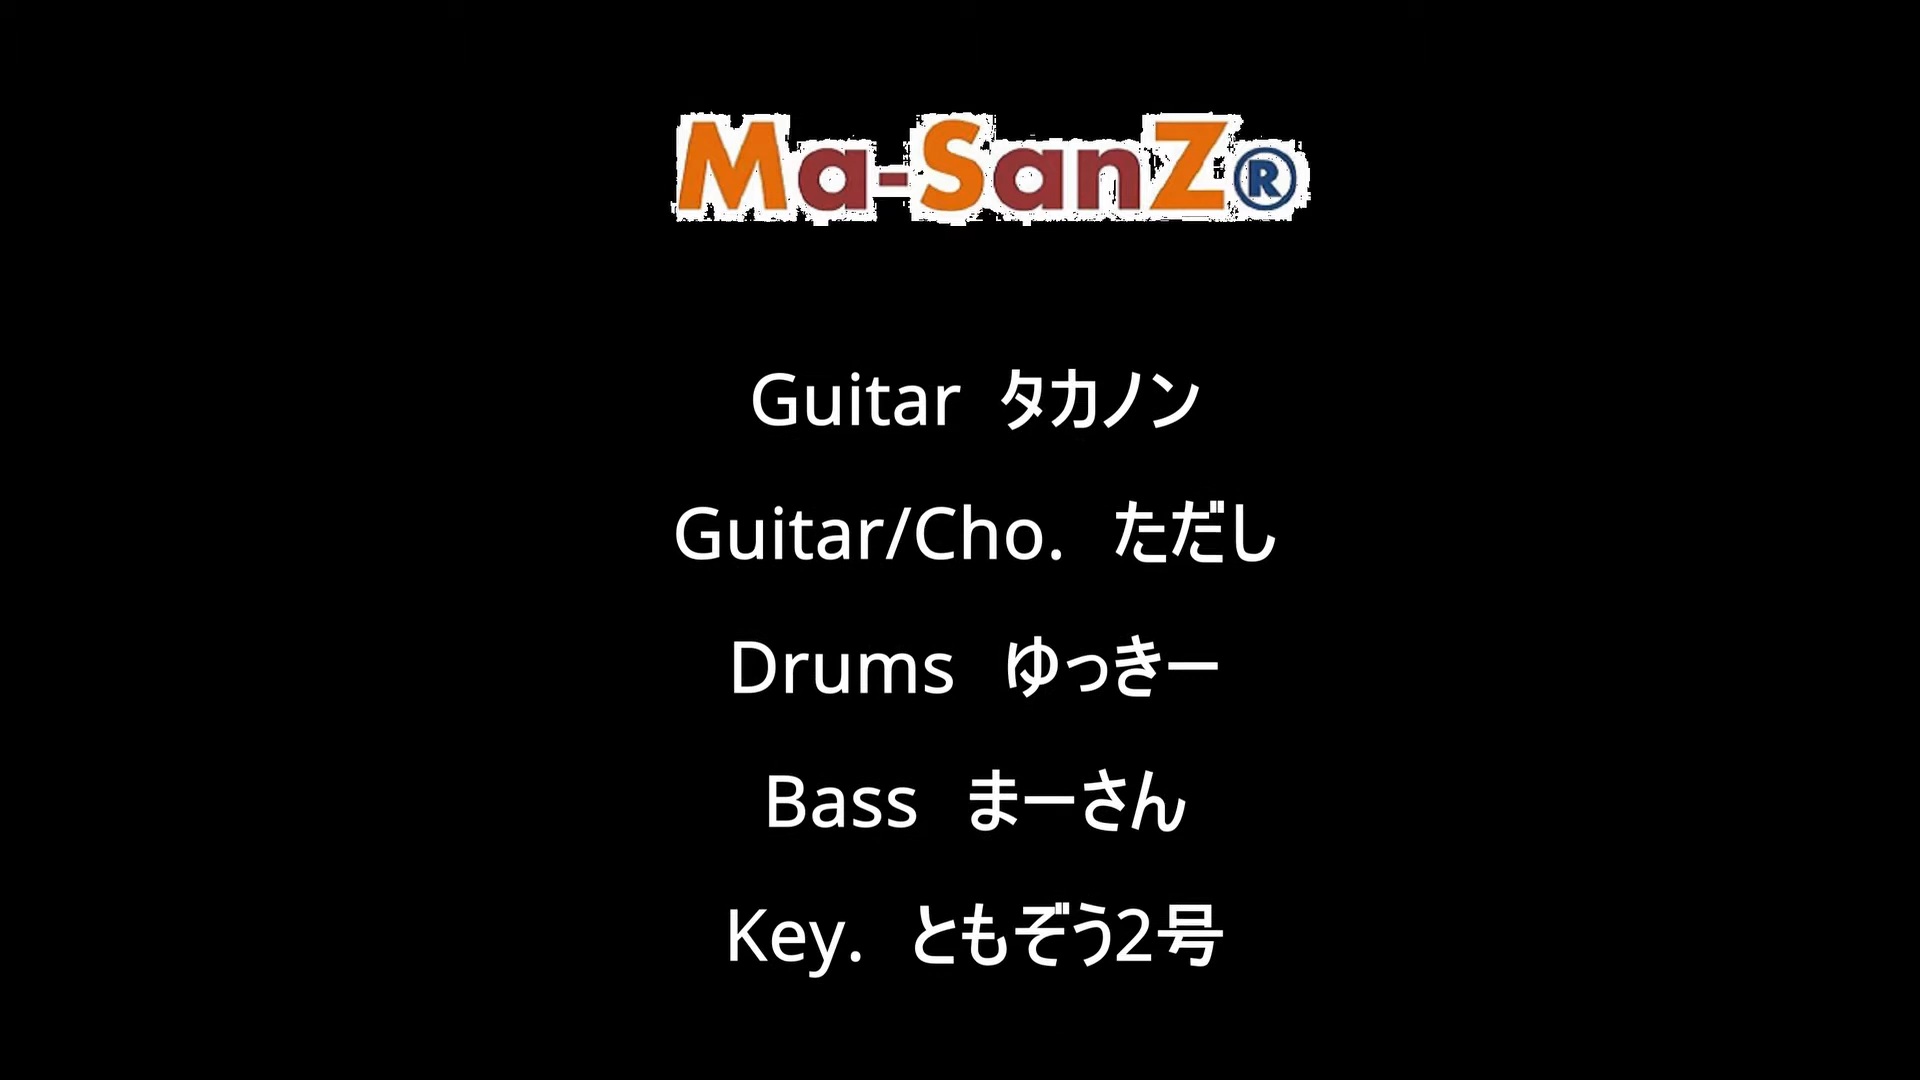 Ma-SanZ®
Guitar タカノン
Guitar/Cho. ただし
Drums ゆっきー
Bass まーさん
Key. ともぞう2号